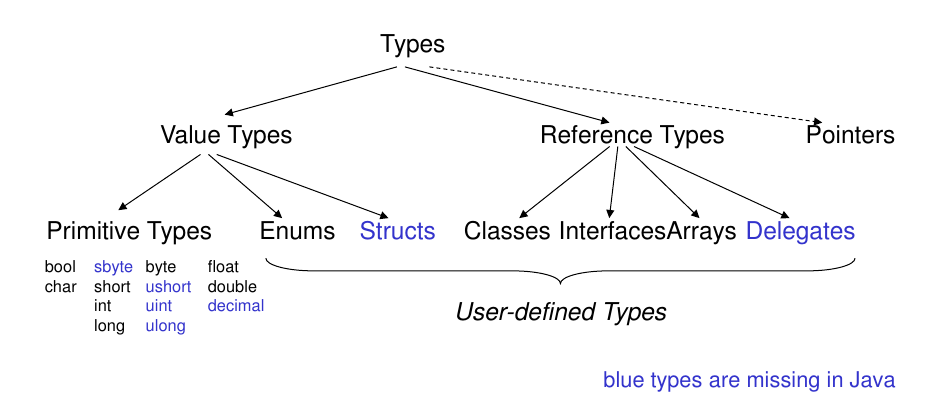 Types
Value Types Reference Types Pointers
Primitive Types Enums Structs Classes Interfaces Arrays Delegates
bool sbyte byte float
char short ushort double
int uint decimal
long ulong
User-defined Types
blue types are missing in Java